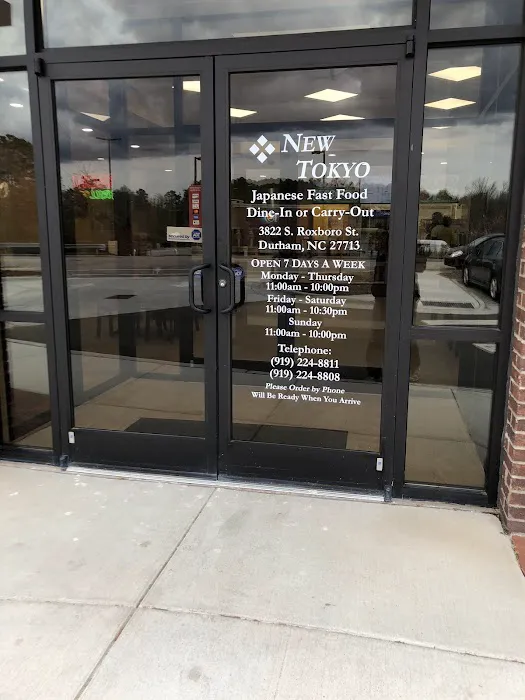 NEW
TOKYO
Japanese Fast Food
Dine-In or Carry-Out
3822 S. Roxboro St.
Durham, NC 27713
OPEN 7 DAYS A WEEK
Monday - Thursday
11:00am - 10:00pm
Friday - Saturday
11:00am - 10:30pm
Sunday
11:00am - 10:00pm
Telephone:
(919) 224-8811
(919) 224-8808
Please Order by Phone
Will Be Ready When You Arrive